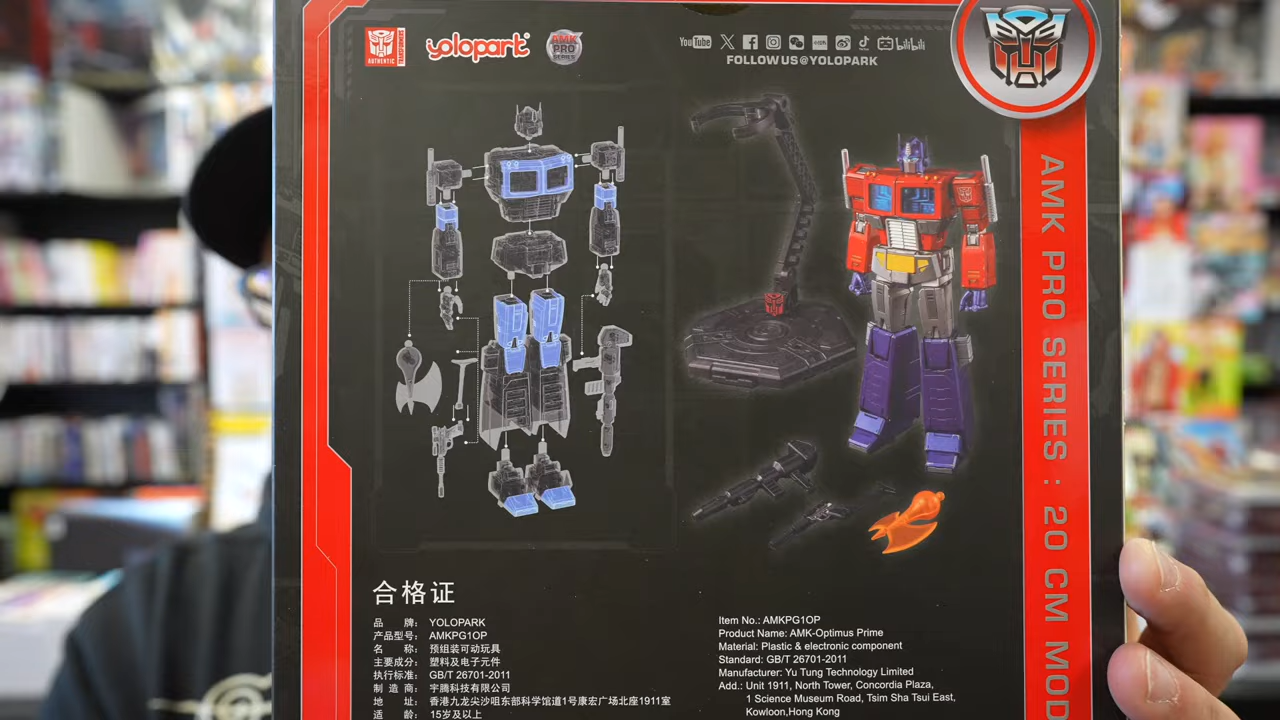 AUTHENTIC
TRANSFORMERS
yolopart
AMK
PRO
SERIES
YouTube
bilibili
FOLLOW US@YOLOPARK
AMK PRO SERIES : 20 CM MOD
合格证
品 牌: YOLOPARK
产品型号: AMKPG1OP
名 称: 预组装可动玩具
主要成分: 塑料及电子元件
执行标准: GB/T 26701-2011
制 造 商: 宇腾科技有限公司
地 址: 香港九龙尖沙咀东部科学馆道1号康宏广场北座1911室
适 龄: 15岁及以上
Item No.: AMKPG1OP
Product Name: AMK-Optimus Prime
Material: Plastic & electronic component
Standard: GB/T 26701-2011
Manufacturer: Yu Tung Technology Limited
Add.: Unit 1911, North Tower, Concordia Plaza,
1 Science Museum Road, Tsim Sha Tsui East,
Kowloon,Hong Kong